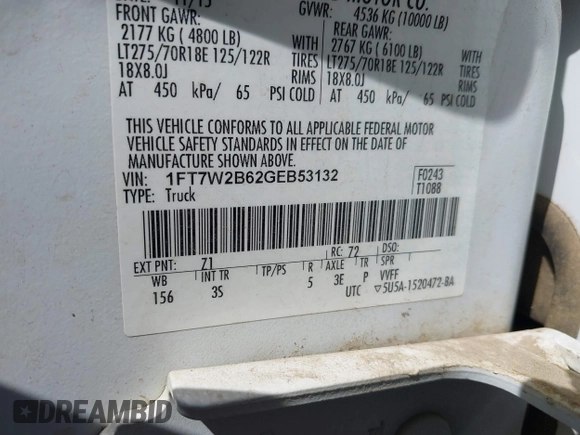 11/15
MOTOR CO.
FRONT GAWR:
GVWR: 4536 KG (10000 LB)
2177 KG ( 4800 LB)
REAR GAWR:
2767 KG ( 6100 LB)
LT275/70R18E 125/122R TIRES
LT275/70R18E 125/122R TIRES
18X8.0J RIMS
18X8.0J RIMS
AT 450 kPa/ 65 PSI COLD
AT 450 kPa/ 65 PSI COLD
THIS VEHICLE CONFORMS TO ALL APPLICABLE FEDERAL MOTOR
VEHICLE SAFETY STANDARDS IN EFFECT ON THE DATE OF
MANUFACTURE SHOWN ABOVE.
VIN: 1FT7W2B62GEB53132
F0243
TYPE: Truck
T1088
EXT PNT: Z1 RC: 72 DSO:
WB INT TR TP/PS R AXLE TR SPR
156 3S 5 3E P VVFF
UTC ▽5U5A-1520472-BA
DREAMBID